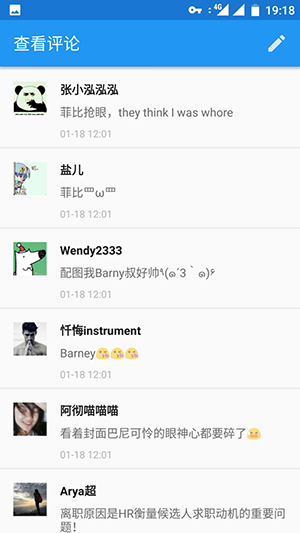 4G
19:18
查看评论
张小泓泓泓
菲比抢眼，they think I was whore
01-18 12:01
盐儿
菲比罒ω罒
01-18 12:01
Wendy2333
配图我Barny叔好帅٩(๑´3｀๑)۶
01-18 12:01
忏悔instrument
Barney😘😘😘
01-18 12:01
阿彻喵喵喵
看着封面巴尼可怜的眼神心都要碎了😫
01-18 12:01
Arya超
离职原因是HR衡量候选人求职动机的重要问
题！